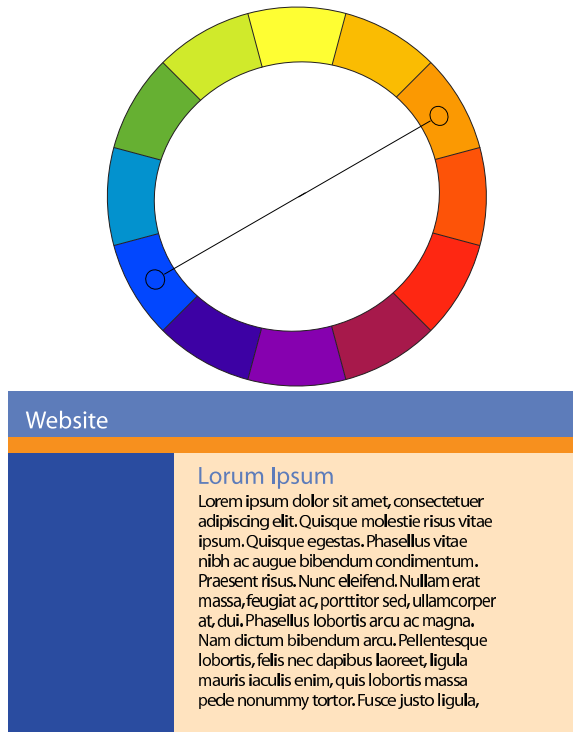 Website
Lorum Ipsum
Lorem ipsum dolor sit amet, consectetuer
adipiscing elit. Quisque molestie risus vitae
ipsum. Quisque egestas. Phasellus vitae
nibh ac augue bibendum condimentum.
Praesent risus. Nunc eleifend. Nullam erat
massa, feugiat ac, porttitor sed, ullamcorper
at, dui. Phasellus lobortis arcu ac magna.
Nam dictum bibendum arcu. Pellentesque
lobortis, felis nec dapibus laoreet, ligula
mauris iaculis enim, quis lobortis massa
pede nonummy tortor. Fusce justo ligula,